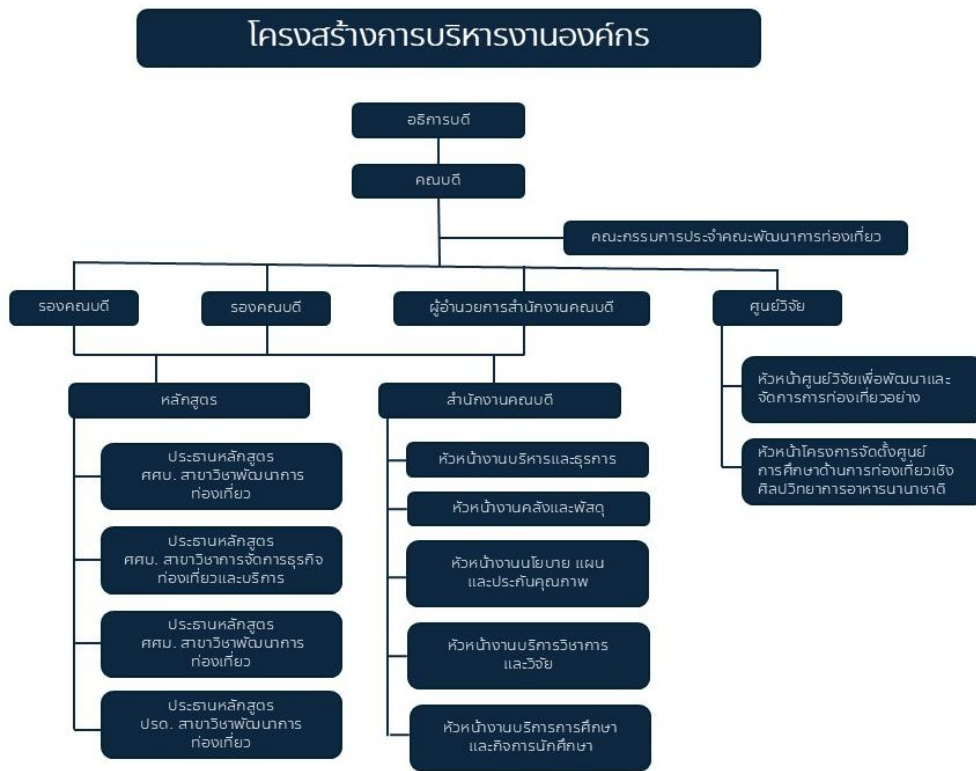 โครงสร้างการบริหารงานองค์กร
อธิการบดี
คณบดี
คณะกรรมการประจำคณะพัฒนาการท่องเที่ยว
รองคณบดี
รองคณบดี
ผู้อำนวยการสำนักงานคณบดี
ศูนย์วิจัย
หลักสูตร
ประธานหลักสูตร
ศศบ. สาขาวิชาพัฒนาการ
ท่องเที่ยว
ประธานหลักสูตร
ศศบ. สาขาวิชาการจัดการธุรกิจ
ท่องเที่ยวและบริการ
ประธานหลักสูตร
ศศม. สาขาวิชาพัฒนาการ
ท่องเที่ยว
ประธานหลักสูตร
ปรด. สาขาวิชาพัฒนาการ
ท่องเที่ยว
สำนักงานคณบดี
หัวหน้างานบริหารและธุรการ
หัวหน้างานคลังและพัสดุ
หัวหน้างานนโยบาย แผน
และประกันคุณภาพ
หัวหน้างานบริการวิชาการ
และวิจัย
หัวหน้างานบริการการศึกษา
และกิจการนักศึกษา
หัวหน้าศูนย์วิจัยเพื่อพัฒนาและ
จัดการการท่องเที่ยวอย่าง
หัวหน้าโครงการจัดตั้งศูนย์
การศึกษาด้านการท่องเที่ยวเชิง
ศิลปวิทยาการอาหารนานาชาติ